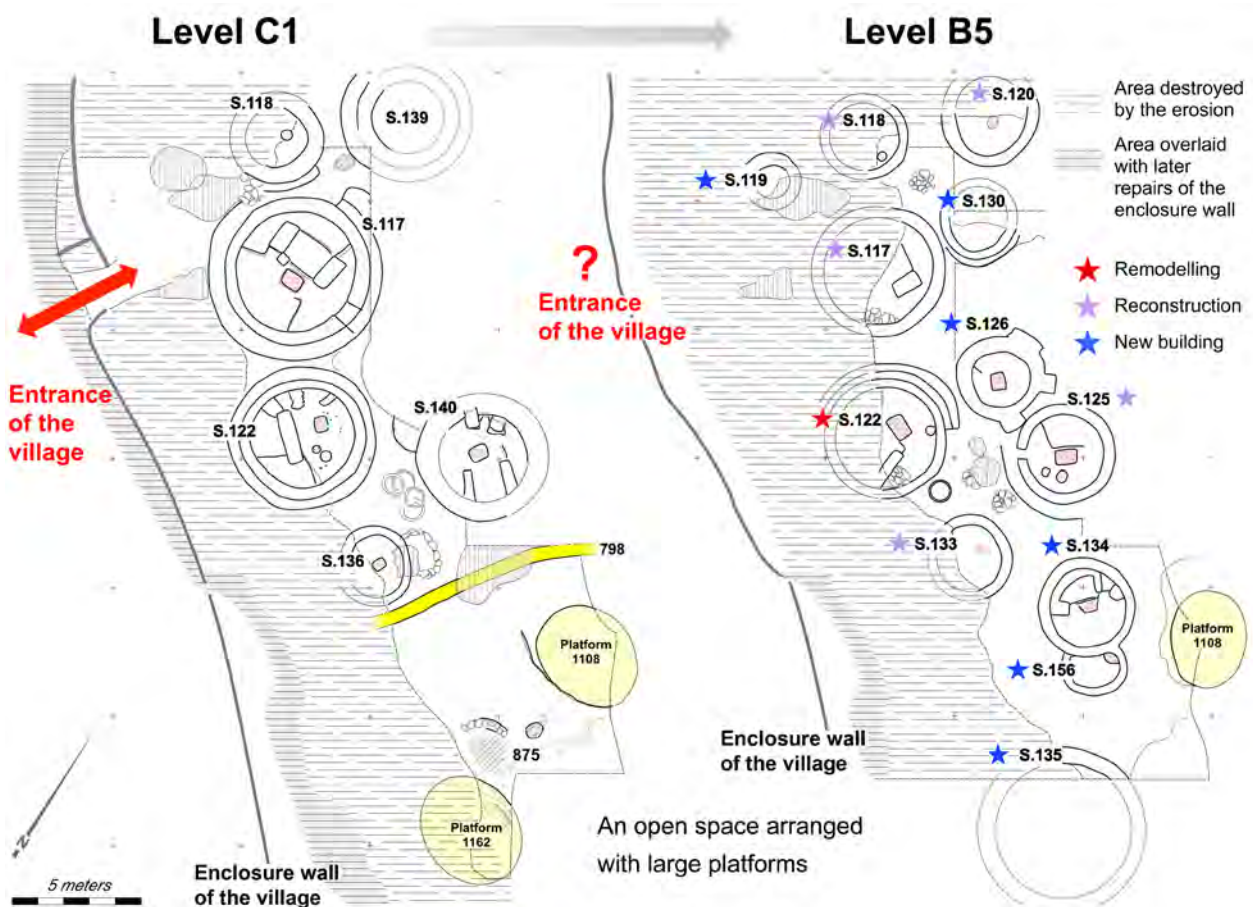 Level C1
Level B5
S.118
S.139
S.117
Entrance
of the
village
S.122
S.140
S.136
798
Platform
1108
875
Platform
1162
Enclosure wall
of the village
N
5 meters
S.120
S.118
S.119
S.130
S.117
?
Entrance
of the village
S.126
S.125
S.122
S.133
S.134
Platform
1108
S.156
Enclosure wall
of the village
S.135
An open space arranged
with large platforms
Area destroyed
by the erosion
Area overlaid
with later
repairs of the
enclosure wall
Remodelling
Reconstruction
New building